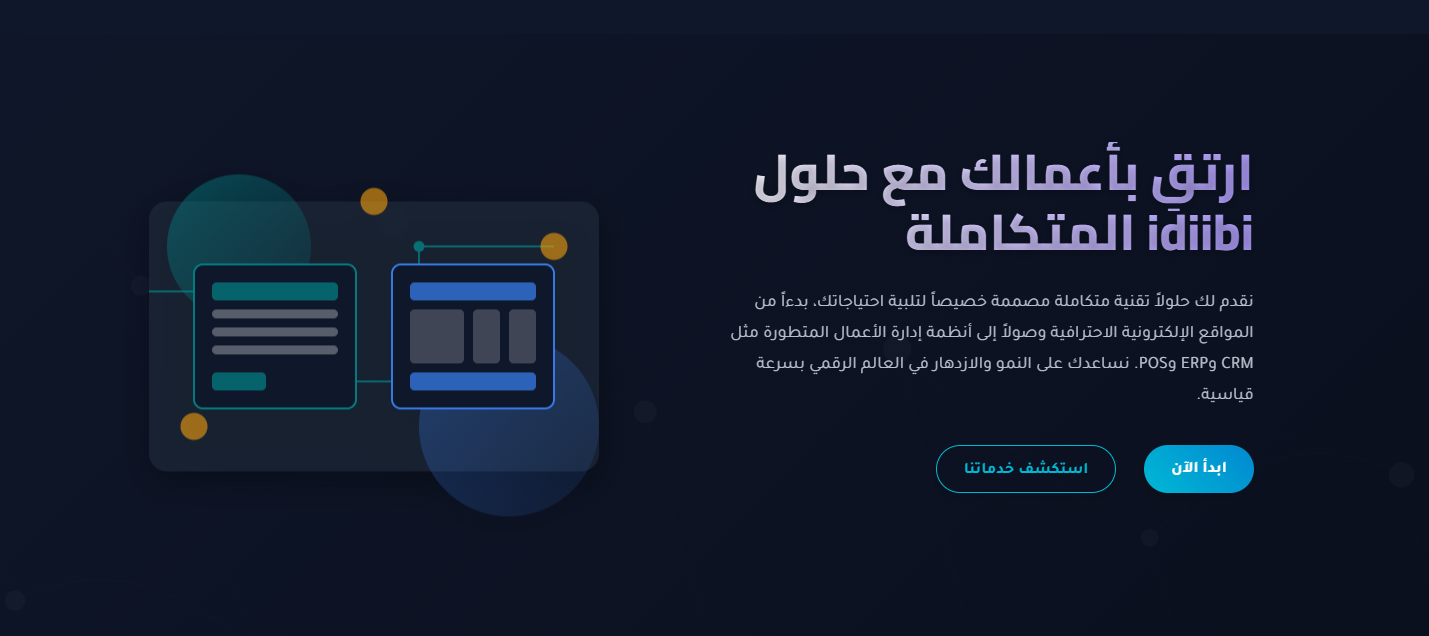 ارتقِ بأعمالك مع حلول
idiibi المتكاملة
نقدم لك حلولاً تقنية متكاملة مصممة خصيصاً لتلبية احتياجاتك، بدءاً من
المواقع الإلكترونية الاحترافية وصولاً إلى أنظمة إدارة الأعمال المتطورة مثل
CRM وERP وPOS. نساعدك على النمو والازدهار في العالم الرقمي بسرعة
قياسية.
ابدأ الآن
استكشف خدماتنا